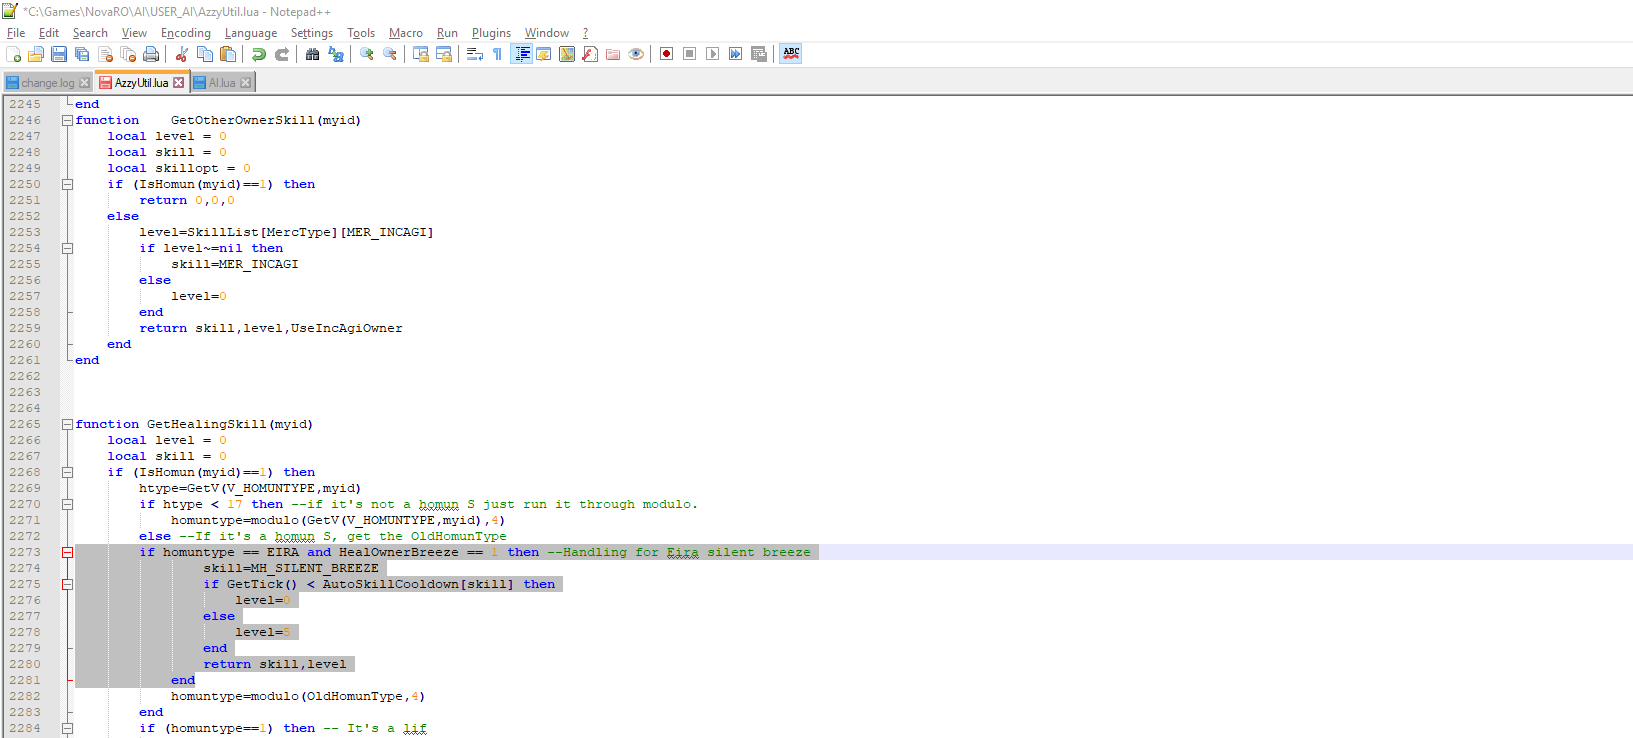 *C:\Games\NovaRO\AI\USER_AI\AzzyUtil.lua - Notepad++
File Edit Search View Encoding Language Settings Tools Macro Run Plugins Window ?
ABC
change.log AzzyUtil.lua AI.lua
2245 end
2246 function    GetOtherOwnerSkill(myid)
2247     local level = 0
2248     local skill = 0
2249     local skillopt = 0
2250     if (IsHomun(myid)==1) then
2251         return 0,0,0
2252     else
2253         level=SkillList[MercType][MER_INCAGI]
2254         if level~=nil then
2255             skill=MER_INCAGI
2256         else
2257             level=0
2258         end
2259         return skill,level,UseIncAgiOwner
2260     end
2261 end
2262
2263
2264
2265 function GetHealingSkill(myid)
2266     local level = 0
2267     local skill = 0
2268     if (IsHomun(myid)==1) then
2269         htype=GetV(V_HOMUNTYPE,myid)
2270         if htype < 17 then --if it's not a homun S just run it through modulo.
2271             homuntype=modulo(GetV(V_HOMUNTYPE,myid),4)
2272         else --If it's a homun S, get the OldHomunType
2273         if homuntype == EIRA and HealOwnerBreeze == 1 then --Handling for Eira silent breeze
2274                 skill=MH_SILENT_BREEZE
2275                 if GetTick() < AutoSkillCooldown[skill] then
2276                     level=0
2277                 else
2278                     level=5
2279                 end
2280                 return skill,level
2281             end
2282             homuntype=modulo(OldHomunType,4)
2283         end
2284         if (homuntype==1) then -- It's a lif